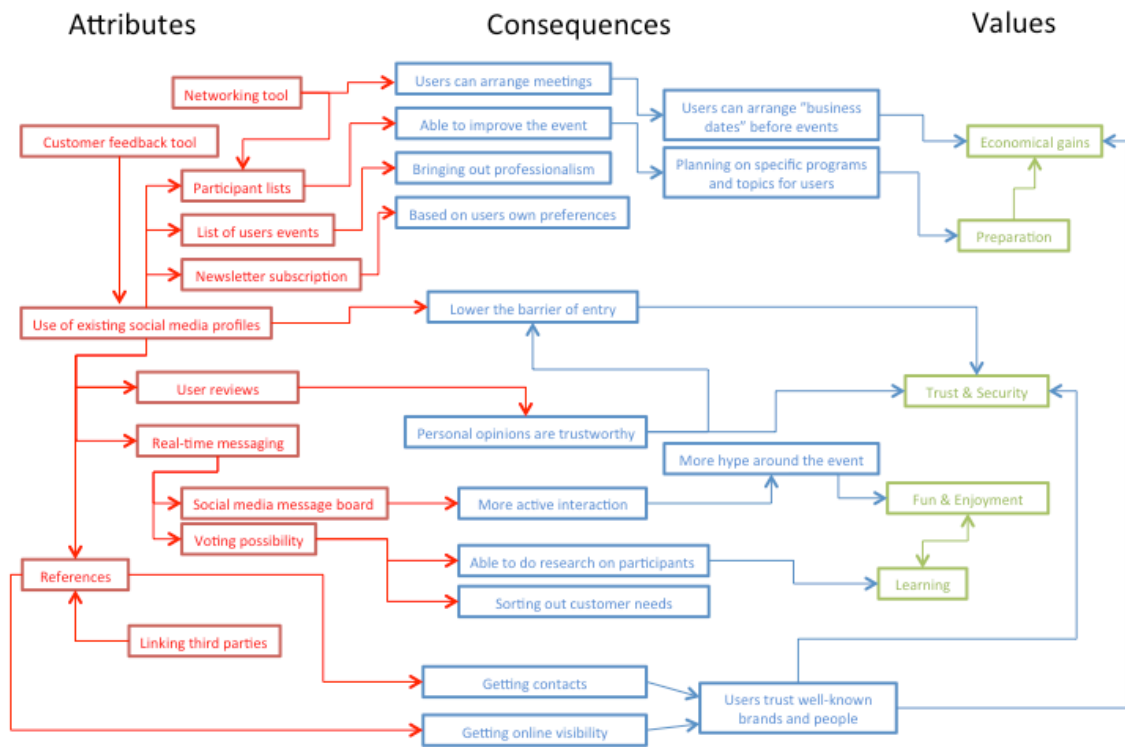 Attributes
Consequences
Values
Networking tool
Users can arrange meetings
Users can arrange “business
dates” before events
Customer feedback tool
Able to improve the event
Economical gains
Participant lists
Bringing out professionalism
Planning on specific programs
and topics for users
List of users events
Based on users own preferences
Preparation
Newsletter subscription
Use of existing social media profiles
Lower the barrier of entry
User reviews
Trust & Security
Personal opinions are trustworthy
Real-time messaging
More hype around the event
Social media message board
More active interaction
Fun & Enjoyment
Voting possibility
Able to do research on participants
References
Learning
Sorting out customer needs
Linking third parties
Getting contacts
Users trust well-known
brands and people
Getting online visibility